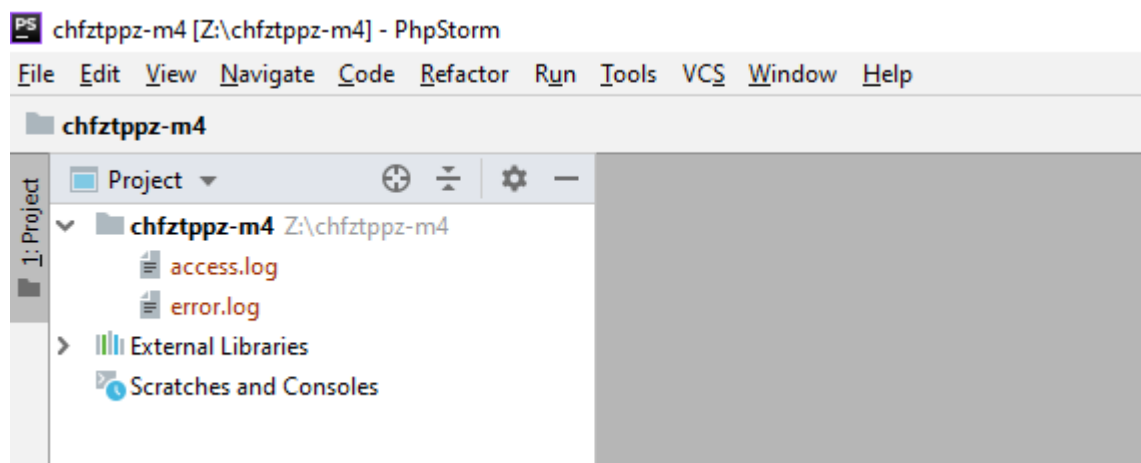 PS chfztppz-m4 [Z:\chfztppz-m4] - PhpStorm
File Edit View Navigate Code Refactor Run Tools VCS Window Help
chfztppz-m4
1: Project
Project
chfztppz-m4 Z:\chfztppz-m4
access.log
error.log
External Libraries
Scratches and Consoles